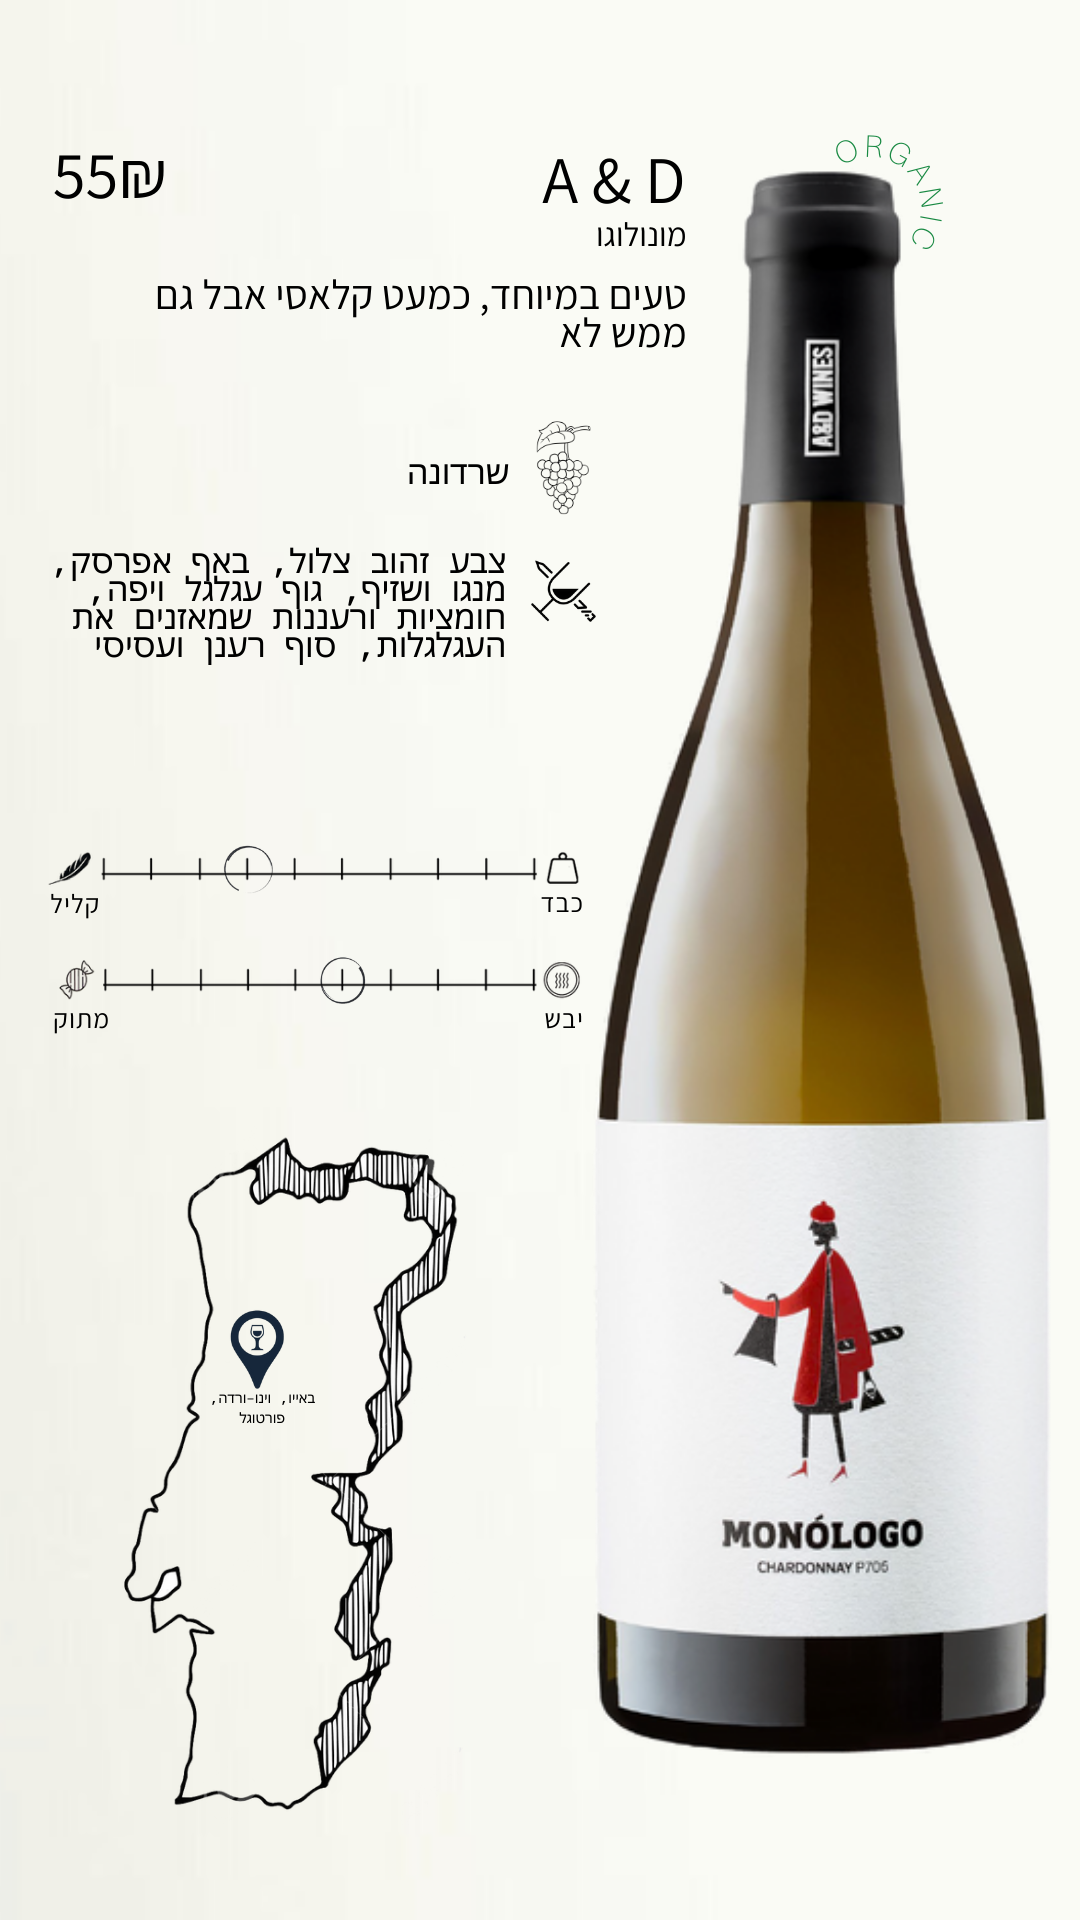 ORGANIC
A & D
55₪
מונולוגו
טעים במיוחד, כמעט קלאסי אבל גם
ממש לא
שרדונה
צבע זהוב צלול, באף אפרסק,
מנגו ושזיף, גוף עגלגל ויפה,
חומציות ורעננות שמאזנים את
העגלגלות, סוף רענן ועסיסי
כבד
קליל
יבש
מתוק
באייו, וינו-ורדה,
פורטוגל
A&D WINES
MONÓLOGO
CHARDONNAY P706